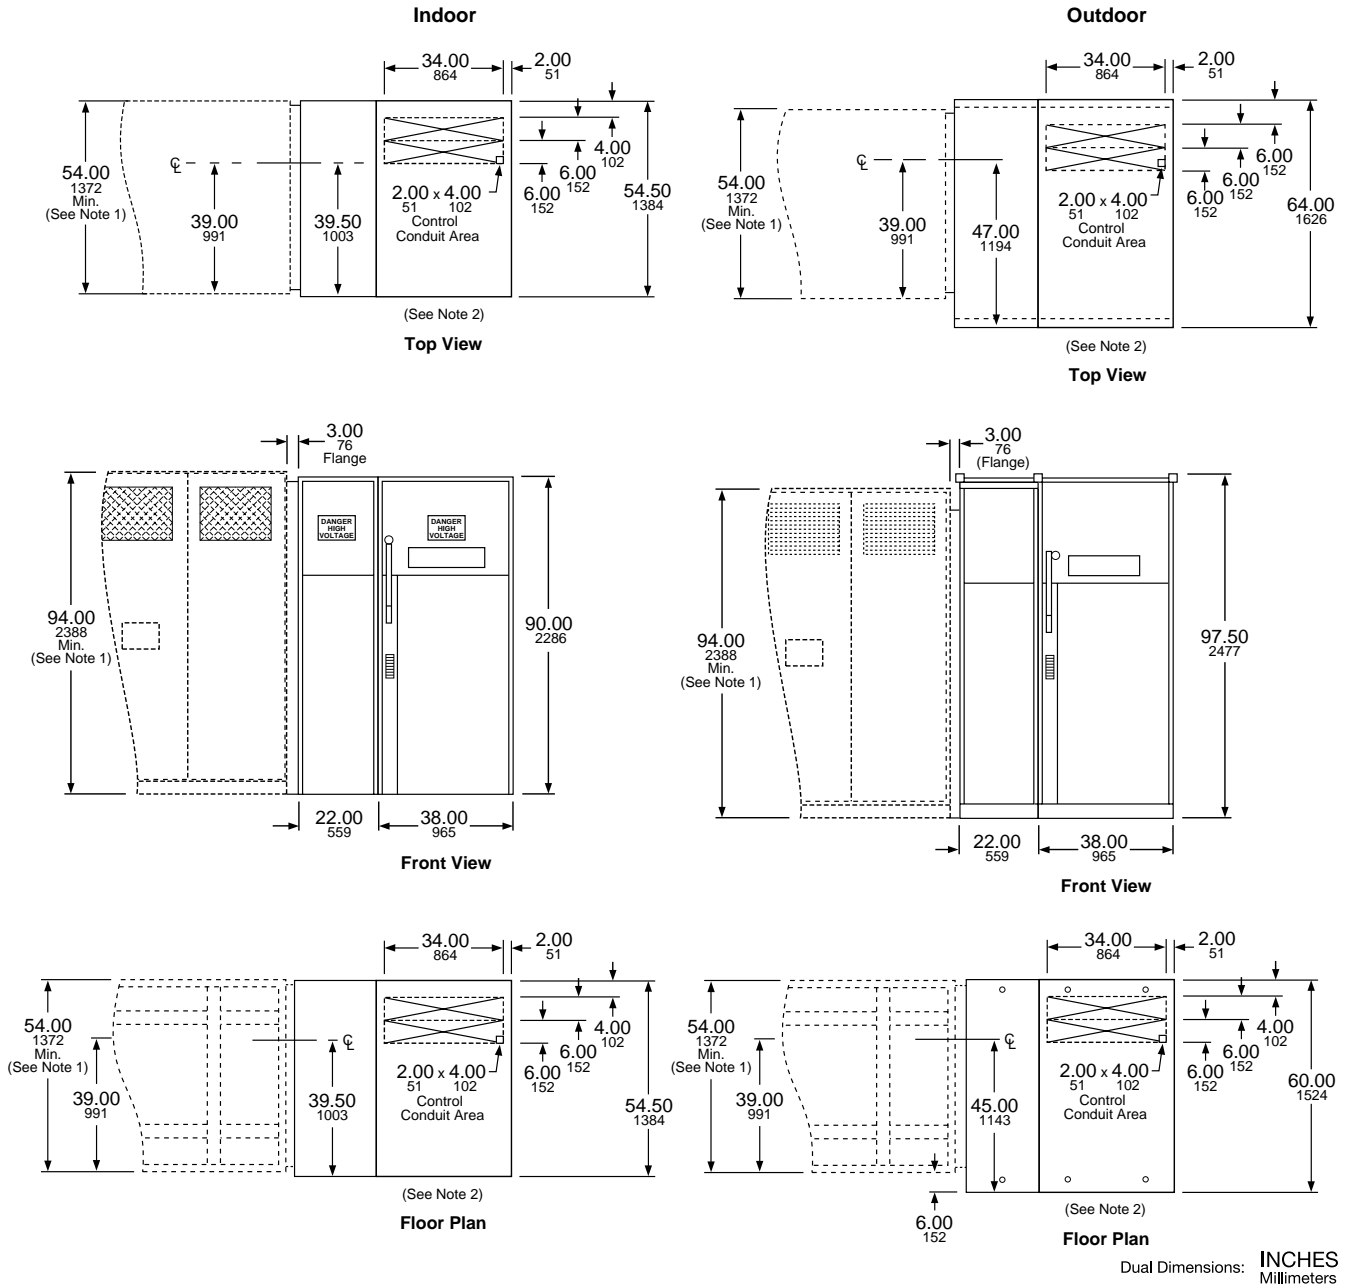 Indoor
34.00
864
2.00
51
54.00
1372
Min.
(See Note 1)
℄
39.00
991
39.50
1003
2.00 x 4.00
51 102
Control
Conduit Area
6.00
152
6.00
152
4.00
102
54.50
1384
(See Note 2)
Top View
Outdoor
34.00
864
2.00
51
54.00
1372
Min.
(See Note 1)
℄
39.00
991
47.00
1194
2.00 x 4.00
51 102
Control
Conduit Area
6.00
152
6.00
152
6.00
152
64.00
1626
(See Note 2)
Top View
3.00
76
Flange
DANGER
HIGH
VOLTAGE
DANGER
HIGH
VOLTAGE
94.00
2388
Min.
(See Note 1)
90.00
2286
22.00
559
38.00
965
Front View
3.00
76
(Flange)
94.00
2388
Min.
(See Note 1)
97.50
2477
22.00
559
38.00
965
Front View
34.00
864
2.00
51
54.00
1372
Min.
(See Note 1)
39.00
991
℄
39.50
1003
2.00 x 4.00
51 102
Control
Conduit Area
6.00
152
6.00
152
4.00
102
54.50
1384
(See Note 2)
Floor Plan
34.00
864
2.00
51
54.00
1372
Min.
(See Note 1)
39.00
991
℄
45.00
1143
2.00 x 4.00
51 102
Control
Conduit Area
6.00
152
6.00
152
4.00
102
60.00
1524
6.00
152
(See Note 2)
Floor Plan
Dual Dimensions: INCHES
Millimeters